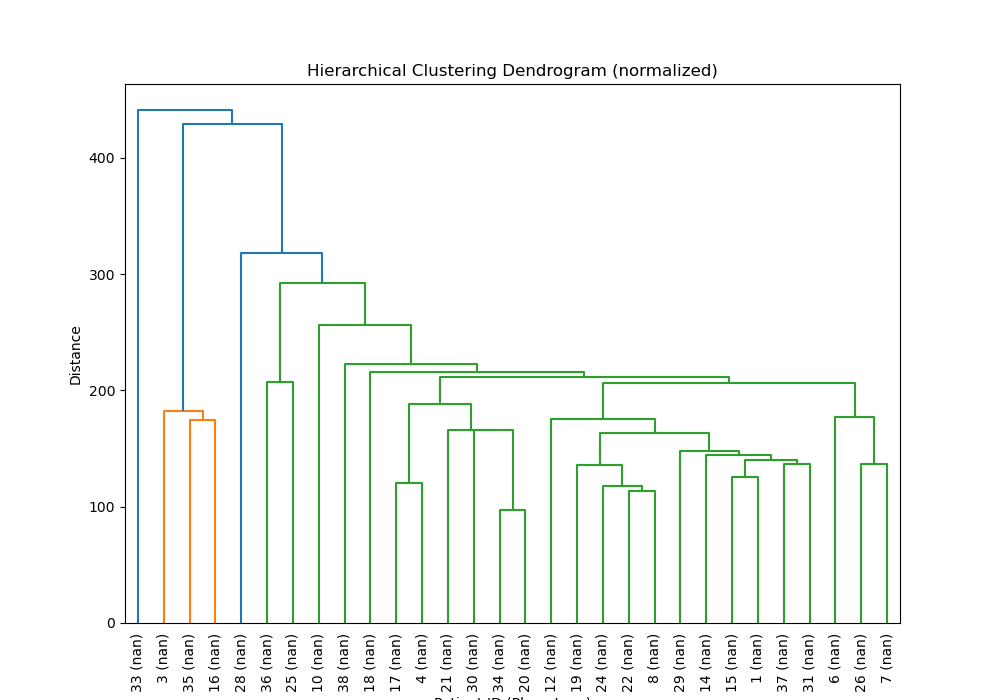 Hierarchical Clustering Dendrogram (normalized)
Distance
400
300
200
100
0
33 (nan)
3 (nan)
35 (nan)
16 (nan)
28 (nan)
36 (nan)
25 (nan)
10 (nan)
38 (nan)
18 (nan)
17 (nan)
4 (nan)
21 (nan)
30 (nan)
34 (nan)
20 (nan)
12 (nan)
19 (nan)
24 (nan)
22 (nan)
8 (nan)
29 (nan)
14 (nan)
15 (nan)
1 (nan)
37 (nan)
31 (nan)
6 (nan)
26 (nan)
7 (nan)